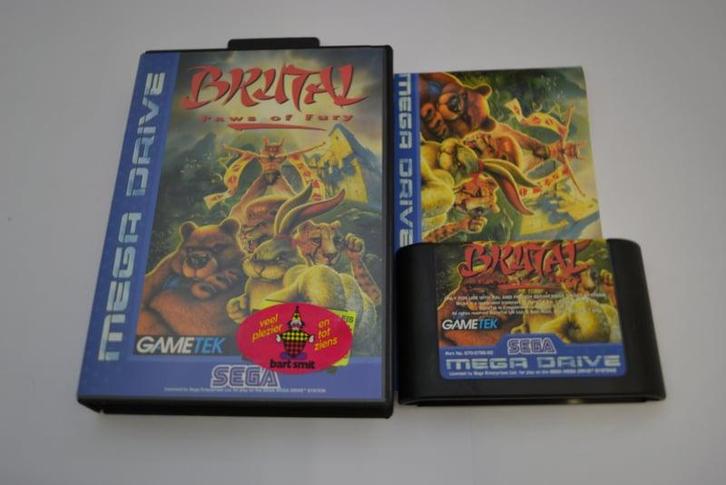 BRUTAL
Paws of Fury
MEGA DRIVE
GAMETEK
veel
plezier
en
tot
ziens
bart smit
SEGA
MEGA DRIVE
BRUTAL
GAMETEK
SEGA
MEGA DRIVE